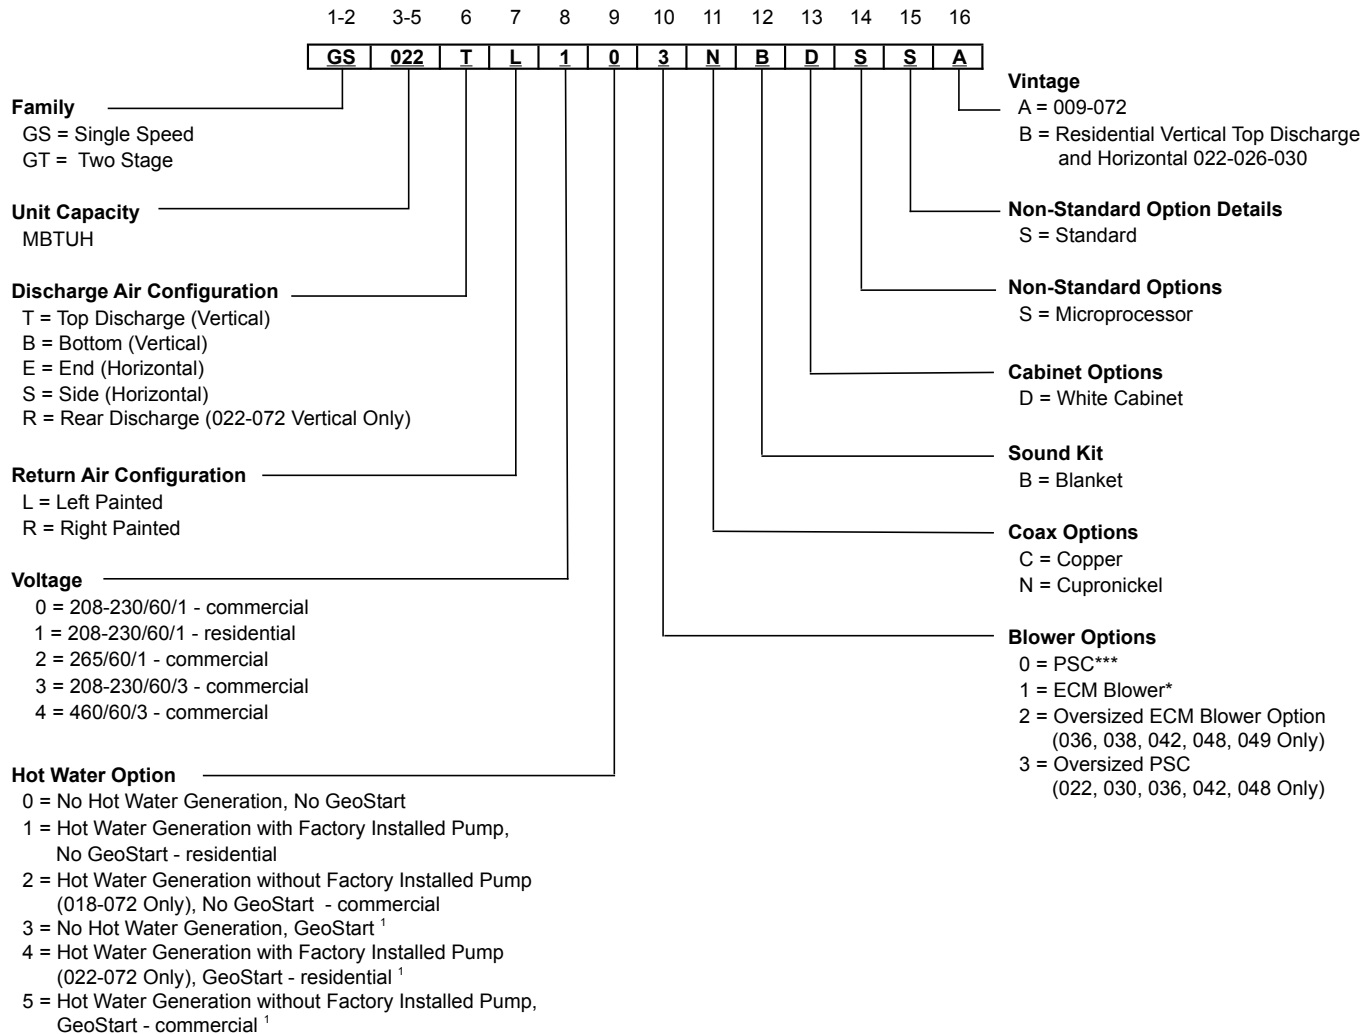 1-2 3-5 6 7 8 9 10 11 12 13 14 15 16
GS 022 T L 1 0 3 N B D S S A
Family
GS = Single Speed
GT = Two Stage
Unit Capacity
MBTUH
Discharge Air Configuration
T = Top Discharge (Vertical)
B = Bottom (Vertical)
E = End (Horizontal)
S = Side (Horizontal)
R = Rear Discharge (022-072 Vertical Only)
Return Air Configuration
L = Left Painted
R = Right Painted
Voltage
0 = 208-230/60/1 - commercial
1 = 208-230/60/1 - residential
2 = 265/60/1 - commercial
3 = 208-230/60/3 - commercial
4 = 460/60/3 - commercial
Hot Water Option
0 = No Hot Water Generation, No GeoStart
1 = Hot Water Generation with Factory Installed Pump,
No GeoStart - residential
2 = Hot Water Generation without Factory Installed Pump
(018-072 Only), No GeoStart - commercial
3 = No Hot Water Generation, GeoStart 1
4 = Hot Water Generation with Factory Installed Pump
(022-072 Only), GeoStart - residential 1
5 = Hot Water Generation without Factory Installed Pump,
GeoStart - commercial 1
Vintage
A = 009-072
B = Residential Vertical Top Discharge
and Horizontal 022-026-030
Non-Standard Option Details
S = Standard
Non-Standard Options
S = Microprocessor
Cabinet Options
D = White Cabinet
Sound Kit
B = Blanket
Coax Options
C = Copper
N = Cupronickel
Blower Options
0 = PSC***
1 = ECM Blower*
2 = Oversized ECM Blower Option
(036, 038, 042, 048, 049 Only)
3 = Oversized PSC
(022, 030, 036, 042, 048 Only)